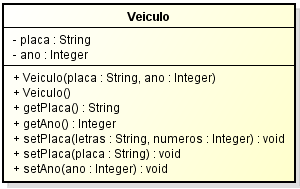 Veiculo
- placa : String
- ano : Integer
+ Veiculo(placa : String, ano : Integer)
+ Veiculo()
+ getPlaca() : String
+ getAno() : Integer
+ setPlaca(letras : String, numeros : Integer) : void
+ setPlaca(placa : String) : void
+ setAno(ano : Integer) : void